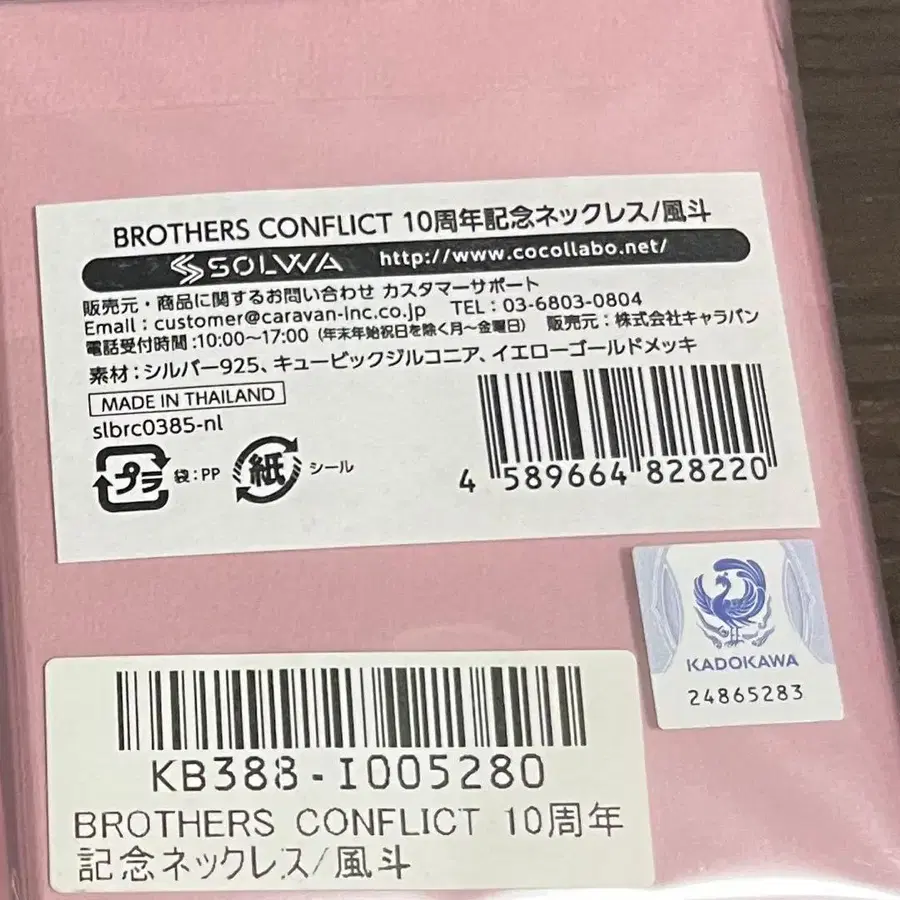 BROTHERS CONFLICT 10周年記念ネックレス/風斗
SOLWA http://www.cocollabo.net/
販売元・商品に関するお問い合わせ カスタマーサポート
Email : customer@caravan-inc.co.jp TEL : 03-6803-0804
電話受付時間 :10:00～17:00 (年末年始祝日を除く月～金曜日) 販売元 : 株式会社キャラバン
素材 : シルバー925、キュービックジルコニア、イエローゴールドメッキ
MADE IN THAILAND
slbrc0385-nl
プラ 袋 : PP 紙 シール
4 589664 828220
KADOKAWA
24865283
KB388-I005280
BROTHERS CONFLICT 10周年
記念ネックレス/風斗